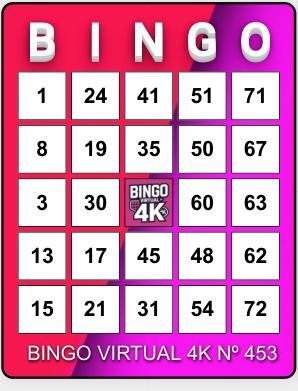 B I N G O
1 24 41 51 71
8 19 35 50 67
3 30 BINGO VIRTUAL 4K 60 63
13 17 45 48 62
15 21 31 54 72
BINGO VIRTUAL 4K Nº 453